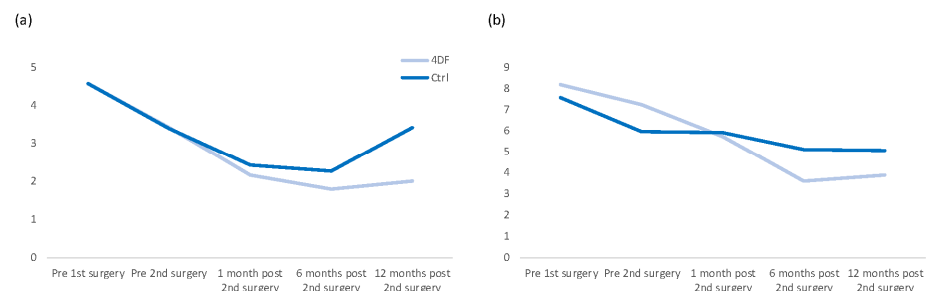 (a)
5
4
3
2
1
0
4DF
Ctrl
Pre 1st surgery Pre 2nd surgery 1 month post 6 months post 12 months post
2nd surgery 2nd surgery 2nd surgery
(b)
9
8
7
6
5
4
3
2
1
0
Pre 1st surgery Pre 2nd surgery 1 month post 6 months post 12 months post
2nd surgery 2nd surgery 2nd surgery